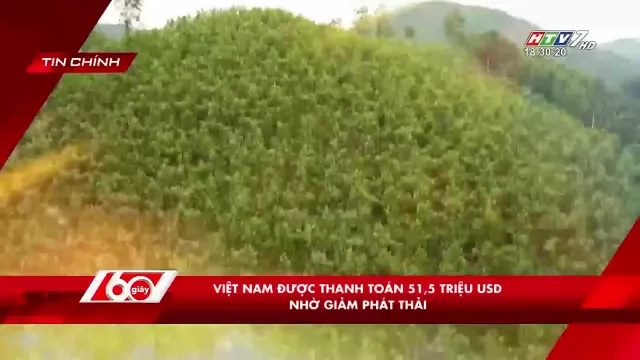 TIN CHÍNH
HTV7 HD
18:30:20
60 giây
VIỆT NAM ĐƯỢC THANH TOÁN 51,5 TRIỆU USD
NHỜ GIẢM PHÁT THẢI